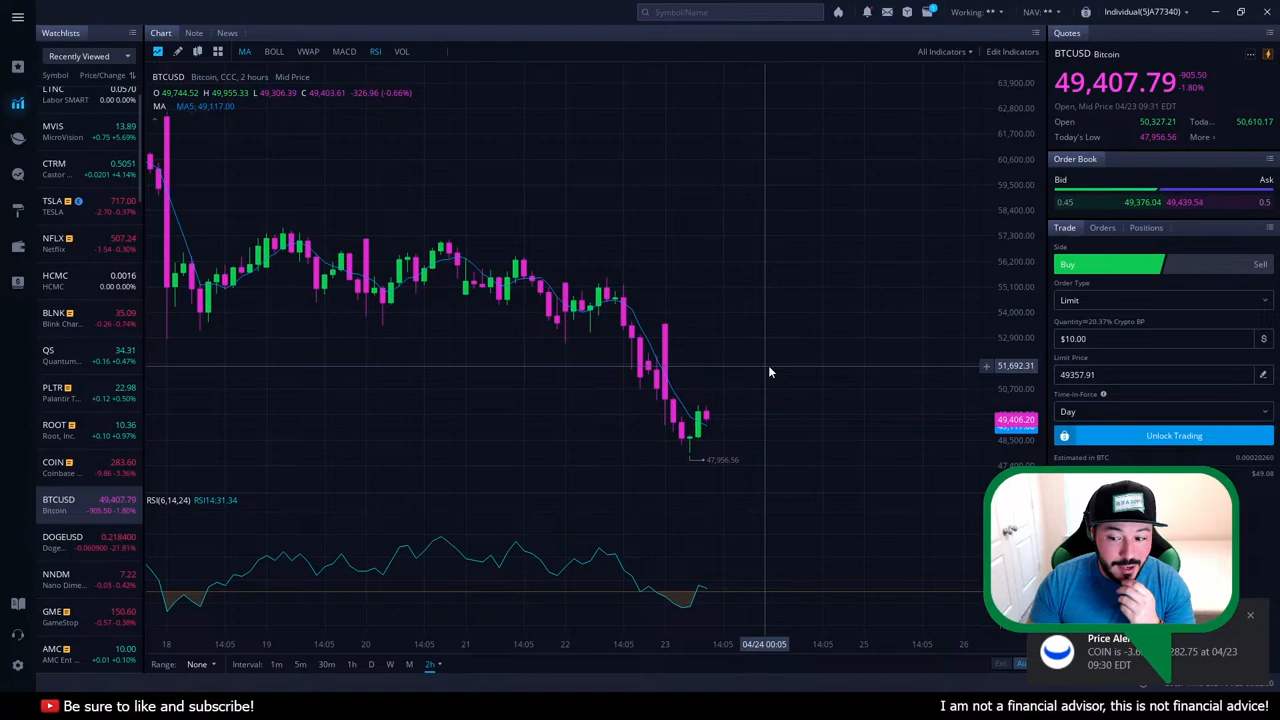 Symbol/Name
Working: ** NAV: ** Individual(5JA77340)
Watchlists
Recently Viewed
Symbol Price/Change
LTNC 0.0570
Labor SMART 0.00 0.00%
MVIS 13.89
MicroVision +0.75 +5.69%
CTRM 0.5051
Castor ... +0.0201 +4.14%
TSLA 717.00
TESLA -2.70 -0.37%
NFLX 507.24
Netflix -1.54 -0.30%
HCMC 0.0016
HCMC 0.00 0.00%
BLNK 35.09
Blink Char... -0.26 -0.74%
QS 34.31
Quantum... +0.16 +0.47%
PLTR 22.98
Palantir T... +0.12 +0.50%
ROOT 10.36
Root, Inc. +0.10 +0.97%
COIN 283.60
Coinbase ... -9.86 -3.36%
BTCUSD 49,407.79
Bitcoin -905.50 -1.80%
DOGEUSD 0.218400
Doge... -0.060900 -21.81%
NNDM 7.22
Nano Dime... -0.03 -0.42%
GME 150.60
GameStop -0.57 -0.38%
AMC 10.00
AMC Ent ... +0.01 +0.10%
Chart Note News
MA BOLL VWAP MACD RSI VOL All Indicators Edit Indicators
BTCUSD Bitcoin, CCC, 2 hours Mid Price
O 49,744.52 H 49,955.33 L 49,306.39 C 49,403.61 -326.96 (-0.66%)
MA MA5: 49,117.00
63,900.00
62,800.00
61,700.00
60,600.00
59,500.00
58,400.00
57,300.00
56,200.00
55,100.00
54,000.00
52,900.00
51,692.31
50,700.00
49,406.20
48,500.00
47,400.00
47,956.56
RSI(6,14,24) RSI14:31.34
18 14:05 19 14:05 20 14:05 21 14:05 22 14:05 23 14:05 04/24 00:05 14:05 25 14:05 26
Range: None Interval: 1m 5m 30m 1h D W M 2h Ext. Au
Quotes
BTCUSD Bitcoin
49,407.79 -905.50
-1.80%
Open, Mid Price 04/23 09:31 EDT
Open 50,327.21 Toda... 50,610.17
Today's Low 47,956.56 More
Order Book
Bid Ask
0.45 49,376.04 49,439.54 0.5
Trade Orders Positions
Side
Buy Sell
Order Type
Limit
Quantity≈20.37% Crypto BP
$10.00
Limit Price
49357.91
Time-in-Force
Day
Unlock Trading
Estimated in BTC 0.00020260
$49.08
Price Aler
COIN is -3.6 282.75 at 04/23
09:30 EDT
Be sure to like and subscribe!
I am not a financial advisor, this is not financial advice!